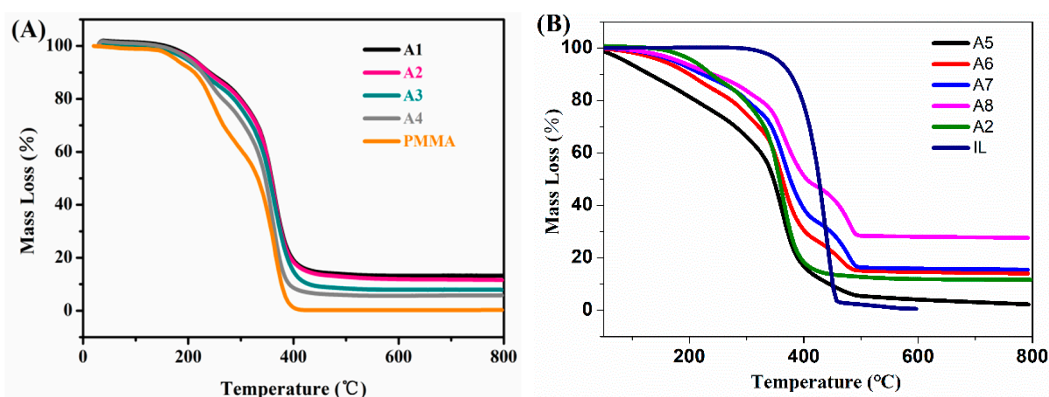 (A)
100
80
60
40
20
0
Mass Loss (%)
0
200
400
600
800
Temperature (℃)
A1
A2
A3
A4
PMMA
(B)
100
80
60
40
20
0
Mass Loss (%)
200
400
600
800
Temperature (°C)
A5
A6
A7
A8
A2
IL